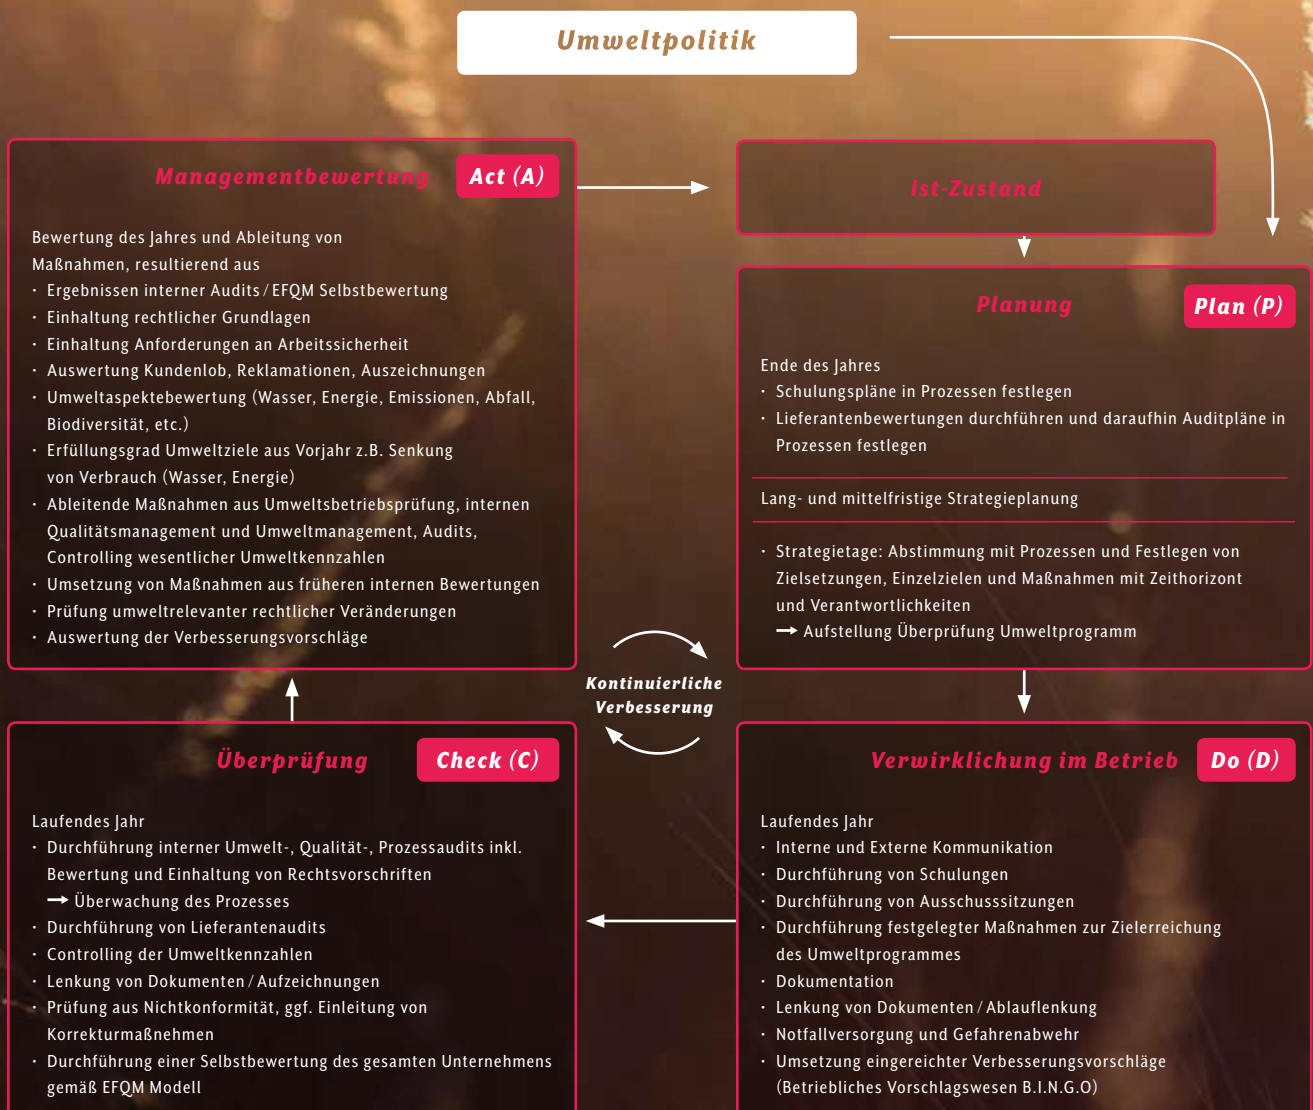 Umweltpolitik
Managementbewertung
Act (A)
Bewertung des Jahres und Ableitung von
Maßnahmen, resultierend aus
· Ergebnissen interner Audits / EFQM Selbstbewertung
· Einhaltung rechtlicher Grundlagen
· Einhaltung Anforderungen an Arbeitssicherheit
· Auswertung Kundenlob, Reklamationen, Auszeichnungen
· Umweltaspektebewertung (Wasser, Energie, Emissionen, Abfall,
Biodiversität, etc.)
· Erfüllungsgrad Umweltziele aus Vorjahr z.B. Senkung
von Verbrauch (Wasser, Energie)
· Ableitende Maßnahmen aus Umweltsbetriebsprüfung, internen
Qualitätsmanagement und Umweltmanagement, Audits,
Controlling wesentlicher Umweltkennzahlen
· Umsetzung von Maßnahmen aus früheren internen Bewertungen
· Prüfung umweltrelevanter rechtlicher Veränderungen
· Auswertung der Verbesserungsvorschläge
Ist-Zustand
Planung
Plan (P)
Ende des Jahres
· Schulungspläne in Prozessen festlegen
· Lieferantenbewertungen durchführen und daraufhin Auditpläne in
Prozessen festlegen
Lang- und mittelfristige Strategieplanung
· Strategietage: Abstimmung mit Prozessen und Festlegen von
Zielsetzungen, Einzelzielen und Maßnahmen mit Zeithorizont
und Verantwortlichkeiten
→ Aufstellung Überprüfung Umweltprogramm
Kontinuierliche
Verbesserung
Überprüfung
Check (C)
Laufendes Jahr
· Durchführung interner Umwelt-, Qualität-, Prozessaudits inkl.
Bewertung und Einhaltung von Rechtsvorschriften
→ Überwachung des Prozesses
· Durchführung von Lieferantenaudits
· Controlling der Umweltkennzahlen
· Lenkung von Dokumenten / Aufzeichnungen
· Prüfung aus Nichtkonformität, ggf. Einleitung von
Korrekturmaßnehmen
· Durchführung einer Selbstbewertung des gesamten Unternehmens
gemäß EFQM Modell
Verwirklichung im Betrieb
Do (D)
Laufendes Jahr
· Interne und Externe Kommunikation
· Durchführung von Schulungen
· Durchführung von Ausschusssitzungen
· Durchführung festgelegter Maßnahmen zur Zielerreichung
des Umweltprogrammes
· Dokumentation
· Lenkung von Dokumenten / Ablauflenkung
· Notfallversorgung und Gefahrenabwehr
· Umsetzung eingereichter Verbesserungsvorschläge
(Betriebliches Vorschlagswesen B.I.N.G.O)